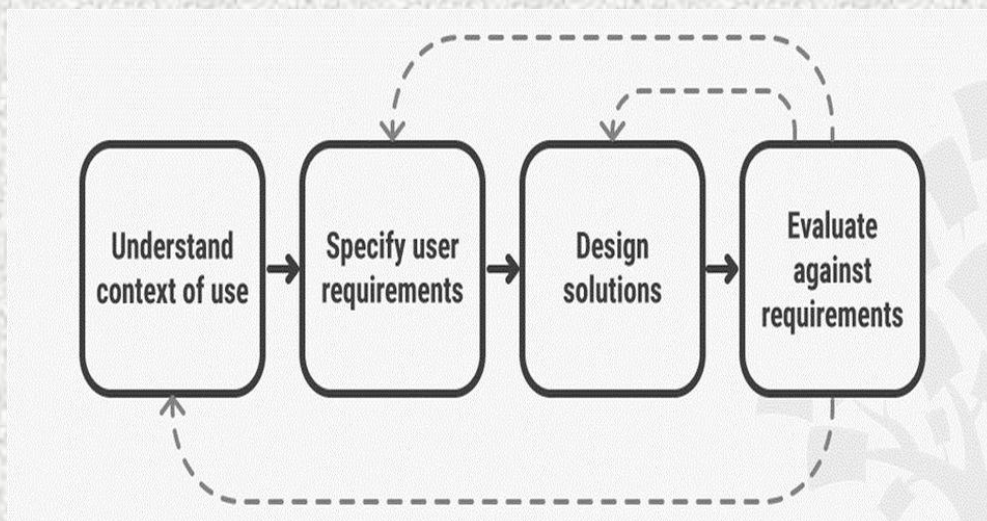 Understand
context of use
Specify user
requirements
Design
solutions
Evaluate
against
requirements